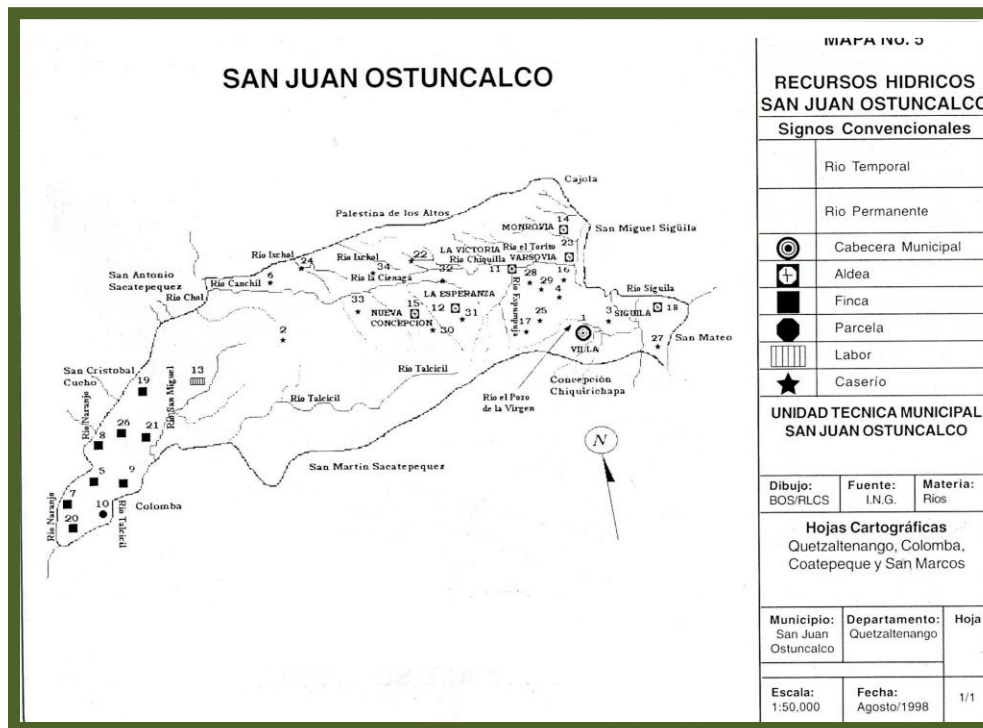 SAN JUAN OSTUNCALCO
Cajola
Palestina de los Altos
MONROVIA
14
San Miguel Sigüila
LA VICTORIA
Rio el Torito
23
Rio Chiquilla
VARSOVIA
Rio Ixchol
24
Rio Ixchol
34
22
11
28
16
San Antonio
Sacatepequez
Rio Chol
Rio Canchil
6
Rio la Cienaga
32
29
4
Rio Siguila
33
NUEVA
CONCEPCION
15
LA ESPERANZA
12
31
30
25
17
1
3
SIGUILA
18
VILLA
27
San Mateo
2
San Cristobal
Cucho
13
19
Rio San Miguel
Rio Talcicil
Rio Talcicil
Concepción
Chiquirichapa
Rio el Pozo
de la Virgen
Rio Naranjo
8
26
21
San Martin Sacatepequez
N
5
9
7
10
20
Colomba
Rio Naranjo
Rio Talcicil
MAPA No. 5
RECURSOS HIDRICOS
SAN JUAN OSTUNCALCO
Signos Convencionales
Rio Temporal
Rio Permanente
Cabecera Municipal
Aldea
Finca
Parcela
Labor
Caserío
UNIDAD TECNICA MUNICIPAL
SAN JUAN OSTUNCALCO
Dibujo:
BOS/RLCS
Fuente:
I.N.G.
Materia:
Ríos
Hojas Cartográficas
Quetzaltenango, Colomba,
Coatepeque y San Marcos
Municipio:
San Juan
Ostuncalco
Departamento:
Quetzaltenango
Hoja
Escala:
1:50,000
Fecha:
Agosto/1998
1/1